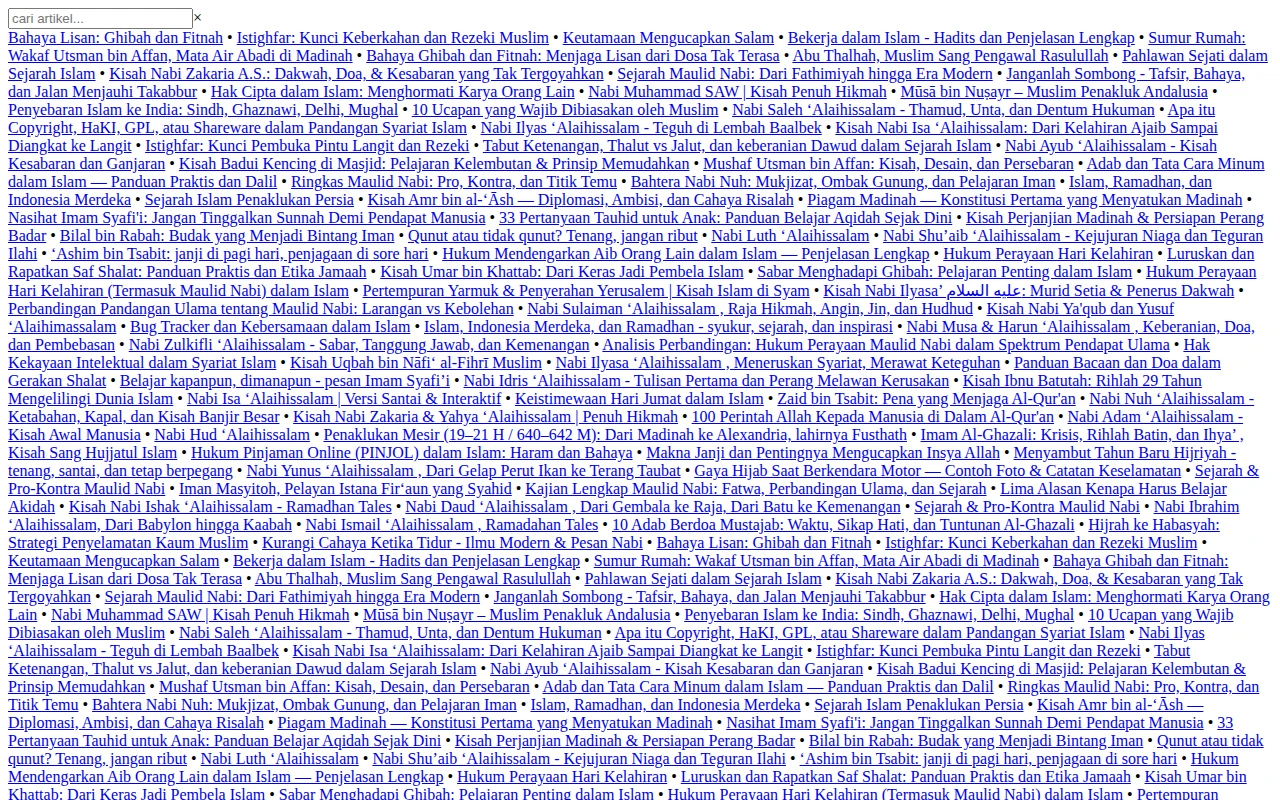 cari artikel... ×
Bahaya Lisan: Ghibah dan Fitnah • Istighfar: Kunci Keberkahan dan Rezeki Muslim • Keutamaan Mengucapkan Salam • Bekerja dalam Islam - Hadits dan Penjelasan Lengkap • Sumur Rumah:
Wakaf Utsman bin Affan, Mata Air Abadi di Madinah • Bahaya Ghibah dan Fitnah: Menjaga Lisan dari Dosa Tak Terasa • Abu Thalhah, Muslim Sang Pengawal Rasulullah • Pahlawan Sejati dalam
Sejarah Islam • Kisah Nabi Zakaria A.S.: Dakwah, Doa, & Kesabaran yang Tak Tergoyahkan • Sejarah Maulid Nabi: Dari Fathimiyah hingga Era Modern • Janganlah Sombong - Tafsir, Bahaya,
dan Jalan Menjauhi Takabbur • Hak Cipta dalam Islam: Menghormati Karya Orang Lain • Nabi Muhammad SAW | Kisah Penuh Hikmah • Mūsā bin Nuṣayr – Muslim Penakluk Andalusia •
Penyebaran Islam ke India: Sindh, Ghaznawi, Delhi, Mughal • 10 Ucapan yang Wajib Dibiasakan oleh Muslim • Nabi Saleh ‘Alaihissalam - Thamud, Unta, dan Dentum Hukuman • Apa itu
Copyright, HaKI, GPL, atau Shareware dalam Pandangan Syariat Islam • Nabi Ilyas ‘Alaihissalam - Teguh di Lembah Baalbek • Kisah Nabi Isa ‘Alaihissalam: Dari Kelahiran Ajaib Sampai
Diangkat ke Langit • Istighfar: Kunci Pembuka Pintu Langit dan Rezeki • Tabut Ketenangan, Thalut vs Jalut, dan keberanian Dawud dalam Sejarah Islam • Nabi Ayub ‘Alaihissalam - Kisah
Kesabaran dan Ganjaran • Kisah Badui Kencing di Masjid: Pelajaran Kelembutan & Prinsip Memudahkan • Mushaf Utsman bin Affan: Kisah, Desain, dan Persebaran • Adab dan Tata Cara Minum
dalam Islam — Panduan Praktis dan Dalil • Ringkas Maulid Nabi: Pro, Kontra, dan Titik Temu • Bahtera Nabi Nuh: Mukjizat, Ombak Gunung, dan Pelajaran Iman • Islam, Ramadhan, dan
Indonesia Merdeka • Sejarah Islam Penaklukan Persia • Kisah Amr bin al-‘Āsh — Diplomasi, Ambisi, dan Cahaya Risalah • Piagam Madinah — Konstitusi Pertama yang Menyatukan Madinah •
Nasihat Imam Syafi'i: Jangan Tinggalkan Sunnah Demi Pendapat Manusia • 33 Pertanyaan Tauhid untuk Anak: Panduan Belajar Aqidah Sejak Dini • Kisah Perjanjian Madinah & Persiapan Perang
Badar • Bilal bin Rabah: Budak yang Menjadi Bintang Iman • Qunut atau tidak qunut? Tenang, jangan ribut • Nabi Luth ‘Alaihissalam • Nabi Shu’aib ‘Alaihissalam - Kejujuran Niaga dan Teguran
Ilahi • ‘Ashim bin Tsabit: janji di pagi hari, penjagaan di sore hari • Hukum Mendengarkan Aib Orang Lain dalam Islam — Penjelasan Lengkap • Hukum Perayaan Hari Kelahiran • Luruskan dan
Rapatkan Saf Shalat: Panduan Praktis dan Etika Jamaah • Kisah Umar bin Khattab: Dari Keras Jadi Pembela Islam • Sabar Menghadapi Ghibah: Pelajaran Penting dalam Islam • Hukum Perayaan
Hari Kelahiran (Termasuk Maulid Nabi) dalam Islam • Pertempuran Yarmuk & Penyerahan Yerusalem | Kisah Islam di Syam • Kisah Nabi Ilyasa’ عليه السلام: Murid Setia & Penerus Dakwah •
Perbandingan Pandangan Ulama tentang Maulid Nabi: Larangan vs Kebolehan • Nabi Sulaiman ‘Alaihissalam , Raja Hikmah, Angin, Jin, dan Hudhud • Kisah Nabi Ya'qub dan Yusuf
‘Alaihimassalam • Bug Tracker dan Kebersamaan dalam Islam • Islam, Indonesia Merdeka, dan Ramadhan - syukur, sejarah, dan inspirasi • Nabi Musa & Harun ‘Alaihissalam , Keberanian, Doa,
dan Pembebasan • Nabi Zulkifli ‘Alaihissalam - Sabar, Tanggung Jawab, dan Kemenangan • Analisis Perbandingan: Hukum Perayaan Maulid Nabi dalam Spektrum Pendapat Ulama • Hak
Kekayaan Intelektual dalam Syariat Islam • Kisah Uqbah bin Nāfi‘ al-Fihrī Muslim • Nabi Ilyasa ‘Alaihissalam , Meneruskan Syariat, Merawat Keteguhan • Panduan Bacaan dan Doa dalam
Gerakan Shalat • Belajar kapanpun, dimanapun - pesan Imam Syafi’i • Nabi Idris ‘Alaihissalam - Tulisan Pertama dan Perang Melawan Kerusakan • Kisah Ibnu Batutah: Rihlah 29 Tahun
Mengelilingi Dunia Islam • Nabi Isa ‘Alaihissalam | Versi Santai & Interaktif • Keistimewaan Hari Jumat dalam Islam • Zaid bin Tsabit: Pena yang Menjaga Al-Qur'an • Nabi Nuh ‘Alaihissalam -
Ketabahan, Kapal, dan Kisah Banjir Besar • Kisah Nabi Zakaria & Yahya ‘Alaihissalam | Penuh Hikmah • 100 Perintah Allah Kepada Manusia di Dalam Al-Qur'an • Nabi Adam ‘Alaihissalam -
Kisah Awal Manusia • Nabi Hud ‘Alaihissalam • Penaklukan Mesir (19–21 H / 640–642 M): Dari Madinah ke Alexandria, lahirnya Fusthath • Imam Al-Ghazali: Krisis, Rihlah Batin, dan Ihya’ ,
Kisah Sang Hujjatul Islam • Hukum Pinjaman Online (PINJOL) dalam Islam: Haram dan Bahaya • Makna Janji dan Pentingnya Mengucapkan Insya Allah • Menyambut Tahun Baru Hijriyah -
tenang, santai, dan tetap berpegang • Nabi Yunus ‘Alaihissalam , Dari Gelap Perut Ikan ke Terang Taubat • Gaya Hijab Saat Berkendara Motor — Contoh Foto & Catatan Keselamatan • Sejarah &
Pro-Kontra Maulid Nabi • Iman Masyitoh, Pelayan Istana Fir‘aun yang Syahid • Kajian Lengkap Maulid Nabi: Fatwa, Perbandingan Ulama, dan Sejarah • Lima Alasan Kenapa Harus Belajar
Akidah • Kisah Nabi Ishak ‘Alaihissalam - Ramadhan Tales • Nabi Daud ‘Alaihissalam , Dari Gembala ke Raja, Dari Batu ke Kemenangan • Sejarah & Pro-Kontra Maulid Nabi • Nabi Ibrahim
‘Alaihissalam, Dari Babylon hingga Kaabah • Nabi Ismail ‘Alaihissalam , Ramadahan Tales • 10 Adab Berdoa Mustajab: Waktu, Sikap Hati, dan Tuntunan Al-Ghazali • Hijrah ke Habasyah:
Strategi Penyelamatan Kaum Muslim • Kurangi Cahaya Ketika Tidur - Ilmu Modern & Pesan Nabi • Bahaya Lisan: Ghibah dan Fitnah • Istighfar: Kunci Keberkahan dan Rezeki Muslim •
Keutamaan Mengucapkan Salam • Bekerja dalam Islam - Hadits dan Penjelasan Lengkap • Sumur Rumah: Wakaf Utsman bin Affan, Mata Air Abadi di Madinah • Bahaya Ghibah dan Fitnah:
Menjaga Lisan dari Dosa Tak Terasa • Abu Thalhah, Muslim Sang Pengawal Rasulullah • Pahlawan Sejati dalam Sejarah Islam • Kisah Nabi Zakaria A.S.: Dakwah, Doa, & Kesabaran yang Tak
Tergoyahkan • Sejarah Maulid Nabi: Dari Fathimiyah hingga Era Modern • Janganlah Sombong - Tafsir, Bahaya, dan Jalan Menjauhi Takabbur • Hak Cipta dalam Islam: Menghormati Karya Orang
Lain • Nabi Muhammad SAW | Kisah Penuh Hikmah • Mūsā bin Nuṣayr – Muslim Penakluk Andalusia • Penyebaran Islam ke India: Sindh, Ghaznawi, Delhi, Mughal • 10 Ucapan yang Wajib
Dibiasakan oleh Muslim • Nabi Saleh ‘Alaihissalam - Thamud, Unta, dan Dentum Hukuman • Apa itu Copyright, HaKI, GPL, atau Shareware dalam Pandangan Syariat Islam • Nabi Ilyas
‘Alaihissalam - Teguh di Lembah Baalbek • Kisah Nabi Isa ‘Alaihissalam: Dari Kelahiran Ajaib Sampai Diangkat ke Langit • Istighfar: Kunci Pembuka Pintu Langit dan Rezeki • Tabut
Ketenangan, Thalut vs Jalut, dan keberanian Dawud dalam Sejarah Islam • Nabi Ayub ‘Alaihissalam - Kisah Kesabaran dan Ganjaran • Kisah Badui Kencing di Masjid: Pelajaran Kelembutan &
Prinsip Memudahkan • Mushaf Utsman bin Affan: Kisah, Desain, dan Persebaran • Adab dan Tata Cara Minum dalam Islam — Panduan Praktis dan Dalil • Ringkas Maulid Nabi: Pro, Kontra, dan
Titik Temu • Bahtera Nabi Nuh: Mukjizat, Ombak Gunung, dan Pelajaran Iman • Islam, Ramadhan, dan Indonesia Merdeka • Sejarah Islam Penaklukan Persia • Kisah Amr bin al-‘Āsh —
Diplomasi, Ambisi, dan Cahaya Risalah • Piagam Madinah — Konstitusi Pertama yang Menyatukan Madinah • Nasihat Imam Syafi'i: Jangan Tinggalkan Sunnah Demi Pendapat Manusia • 33
Pertanyaan Tauhid untuk Anak: Panduan Belajar Aqidah Sejak Dini • Kisah Perjanjian Madinah & Persiapan Perang Badar • Bilal bin Rabah: Budak yang Menjadi Bintang Iman • Qunut atau tidak
qunut? Tenang, jangan ribut • Nabi Luth ‘Alaihissalam • Nabi Shu’aib ‘Alaihissalam - Kejujuran Niaga dan Teguran Ilahi • ‘Ashim bin Tsabit: janji di pagi hari, penjagaan di sore hari • Hukum
Mendengarkan Aib Orang Lain dalam Islam — Penjelasan Lengkap • Hukum Perayaan Hari Kelahiran • Luruskan dan Rapatkan Saf Shalat: Panduan Praktis dan Etika Jamaah • Kisah Umar bin
Khattab: Dari Keras Jadi Pembela Islam • Sabar Menghadapi Ghibah: Pelajaran Penting dalam Islam • Hukum Perayaan Hari Kelahiran (Termasuk Maulid Nabi) dalam Islam • Pertempuran